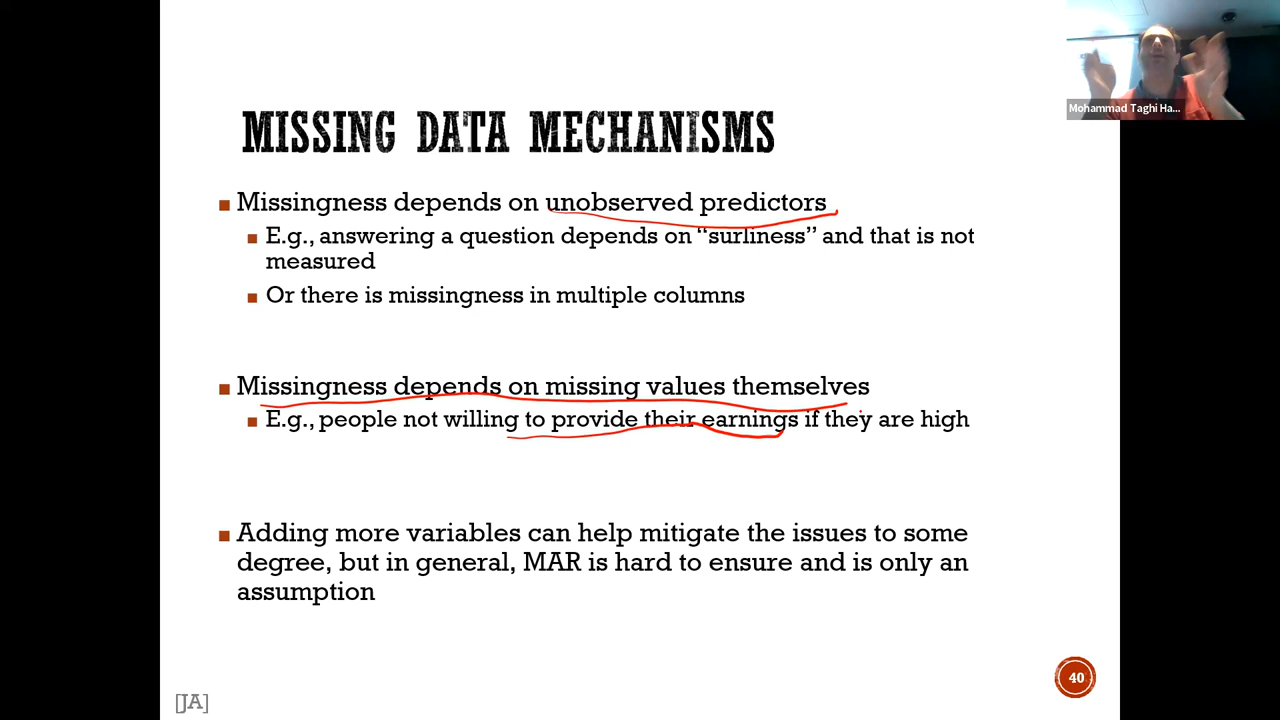 Mohammad Taghi Ha...
MISSING DATA MECHANISMS
■ Missingness depends on unobserved predictors
■ E.g., answering a question depends on “surliness” and that is not
measured
■ Or there is missingness in multiple columns
■ Missingness depends on missing values themselves
■ E.g., people not willing to provide their earnings if they are high
■ Adding more variables can help mitigate the issues to some
degree, but in general, MAR is hard to ensure and is only an
assumption
40
[JA]